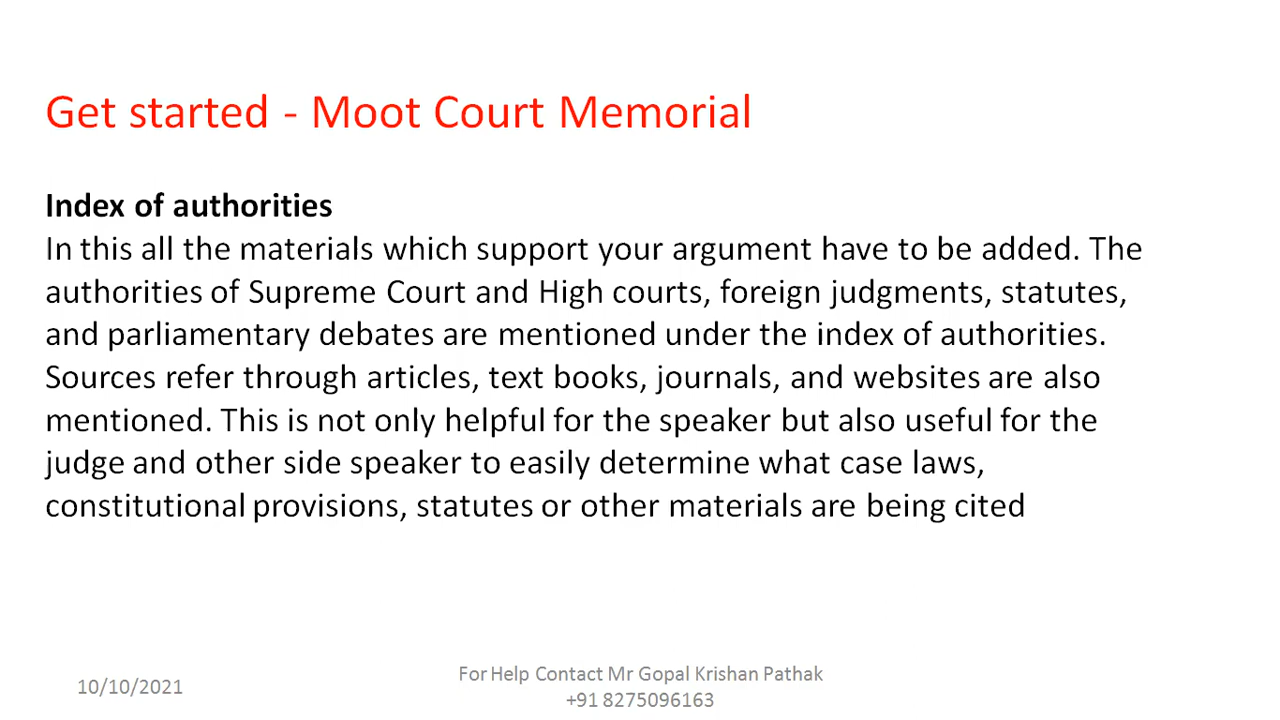 Get started - Moot Court Memorial
Index of authorities
In this all the materials which support your argument have to be added. The
authorities of Supreme Court and High courts, foreign judgments, statutes,
and parliamentary debates are mentioned under the index of authorities.
Sources refer through articles, text books, journals, and websites are also
mentioned. This is not only helpful for the speaker but also useful for the
judge and other side speaker to easily determine what case laws,
constitutional provisions, statutes or other materials are being cited
10/10/2021
For Help Contact Mr Gopal Krishan Pathak
+91 8275096163